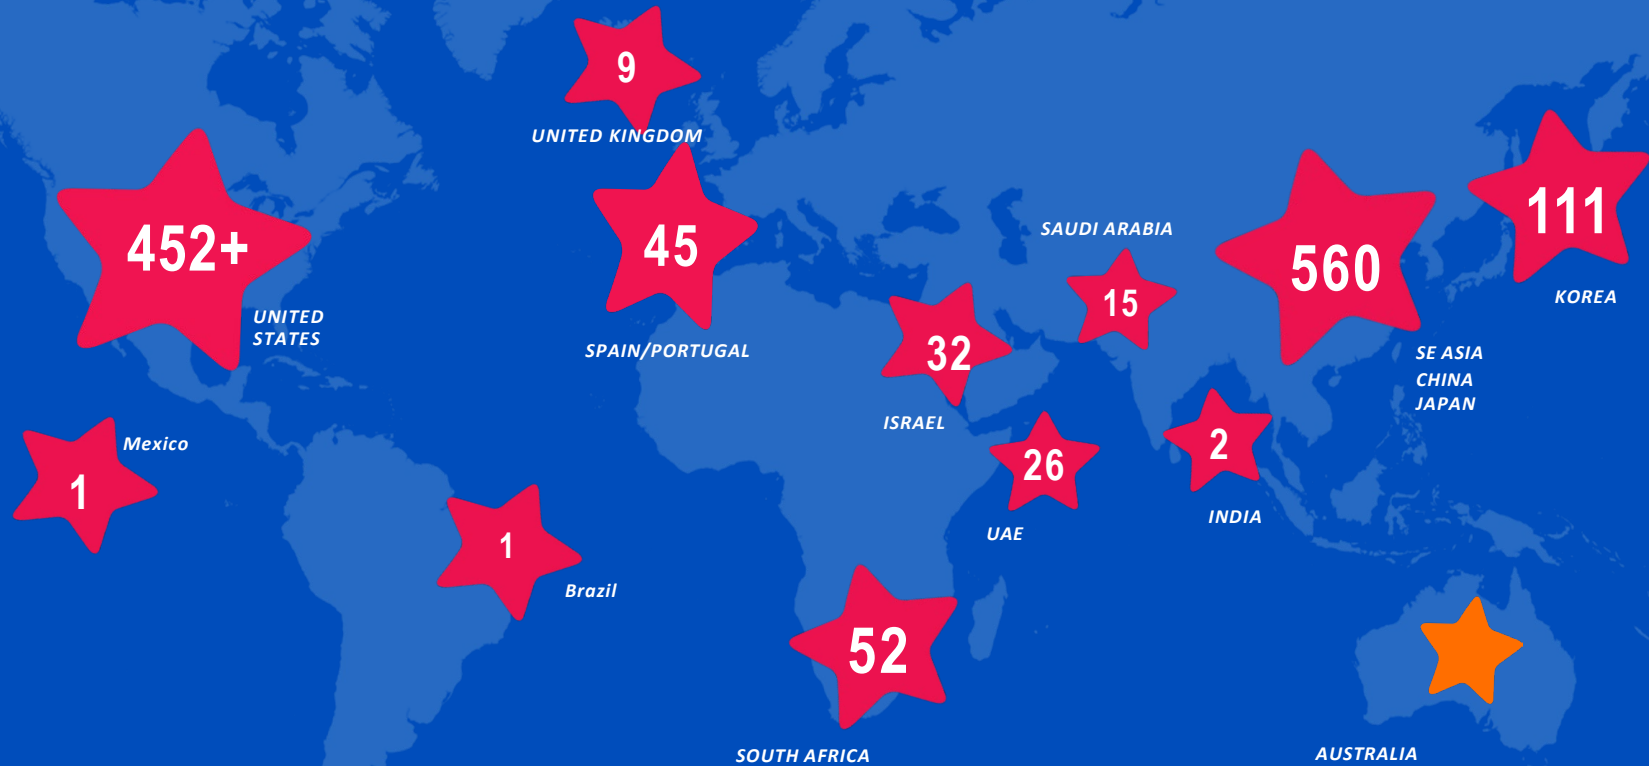 9
UNITED KINGDOM
452+
UNITED
STATES
45
SPAIN/PORTUGAL
SAUDI ARABIA
15
560
SE ASIA
CHINA
JAPAN
111
KOREA
32
ISRAEL
26
UAE
2
INDIA
Mexico
1
1
Brazil
52
SOUTH AFRICA
AUSTRALIA